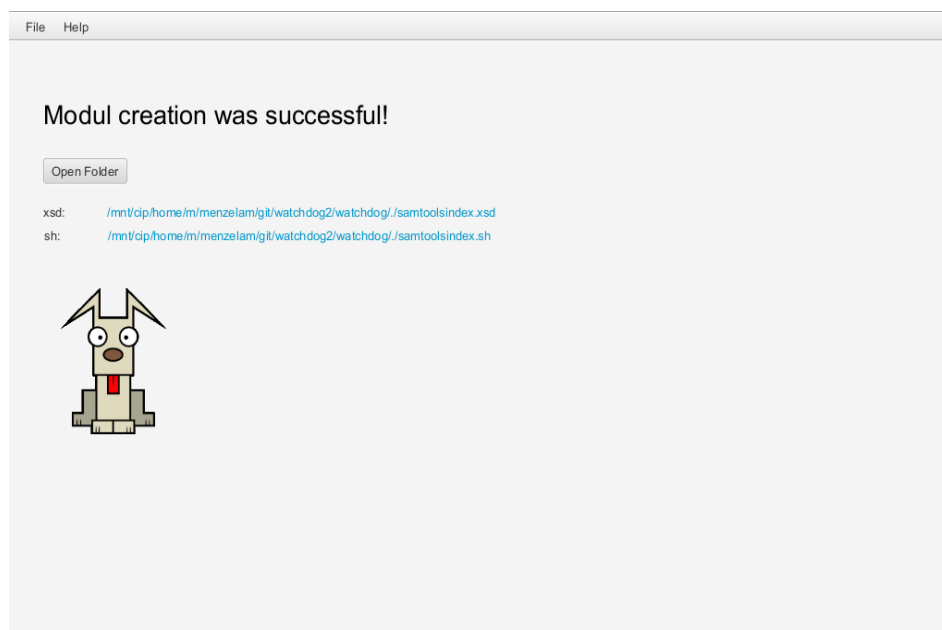 File Help
Modul creation was successful!
Open Folder
xsd: /mnt/cip/home/m/menzelam/git/watchdog2/watchdog/./samtoolsindex.xsd
sh: /mnt/cip/home/m/menzelam/git/watchdog2/watchdog/./samtoolsindex.sh